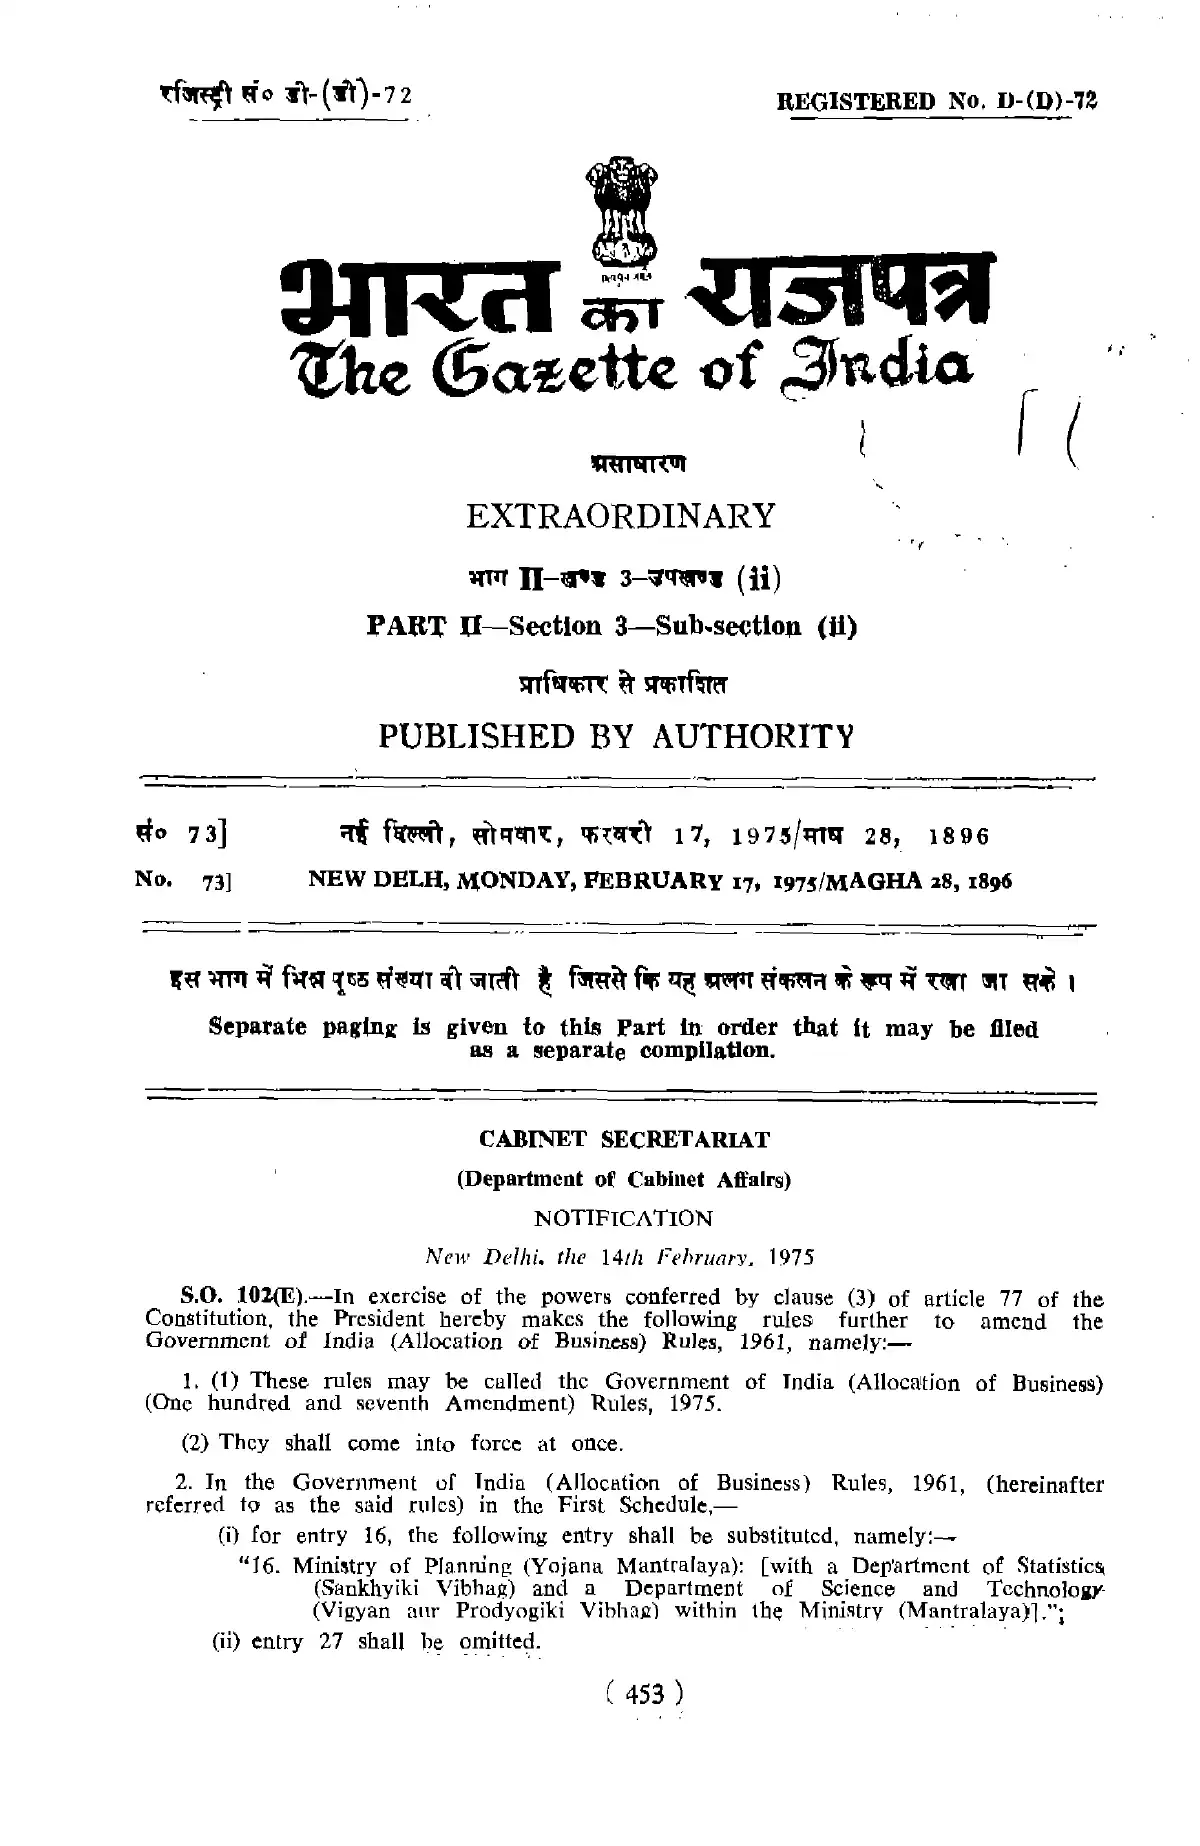 रजिस्ट्री सं० डी-(डी)-72
REGISTERED No. D-(D)-72
भारत का राजपत्र
The Gazette of India
असाधारण
EXTRAORDINARY
भाग II—खण्ड 3—उपखण्ड (ii)
PART II—Section 3—Sub-section (ii)
प्राधिकार से प्रकाशित
PUBLISHED BY AUTHORITY
सं० 73] नई दिल्ली, सोमवार, फरवरी 17, 1975/माघ 28, 1896
No. 73] NEW DELH, MONDAY, FEBRUARY 17, 1975/MAGHA 28, 1896
इस भाग में भिन्न पृष्ठ संख्या दी जाती है जिससे कि यह अलग संकलन के रूप में रखा जा सके ।
Separate paging is given to this Part in order that it may be filed
as a separate compilation.
CABINET SECRETARIAT
(Department of Cabinet Affairs)
NOTIFICATION
New Delhi, the 14th February, 1975
S.O. 102(E).—In exercise of the powers conferred by clause (3) of article 77 of the
Constitution, the President hereby makes the following rules further to amend the
Government of India (Allocation of Business) Rules, 1961, namely:—
1. (1) These rules may be called the Government of India (Allocation of Business)
(One hundred and seventh Amendment) Rules, 1975.
(2) They shall come into force at once.
2. In the Government of India (Allocation of Business) Rules, 1961, (hereinafter
referred to as the said rules) in the First Schedule,—
(i) for entry 16, the following entry shall be substituted, namely:—
"16. Ministry of Planning (Yojana Mantralaya): [with a Department of Statistics
(Sankhyiki Vibhag) and a Department of Science and Technology
(Vigyan aur Prodyogiki Vibhag) within the Ministry (Mantralaya)].";
(ii) entry 27 shall be omitted.
( 453 )